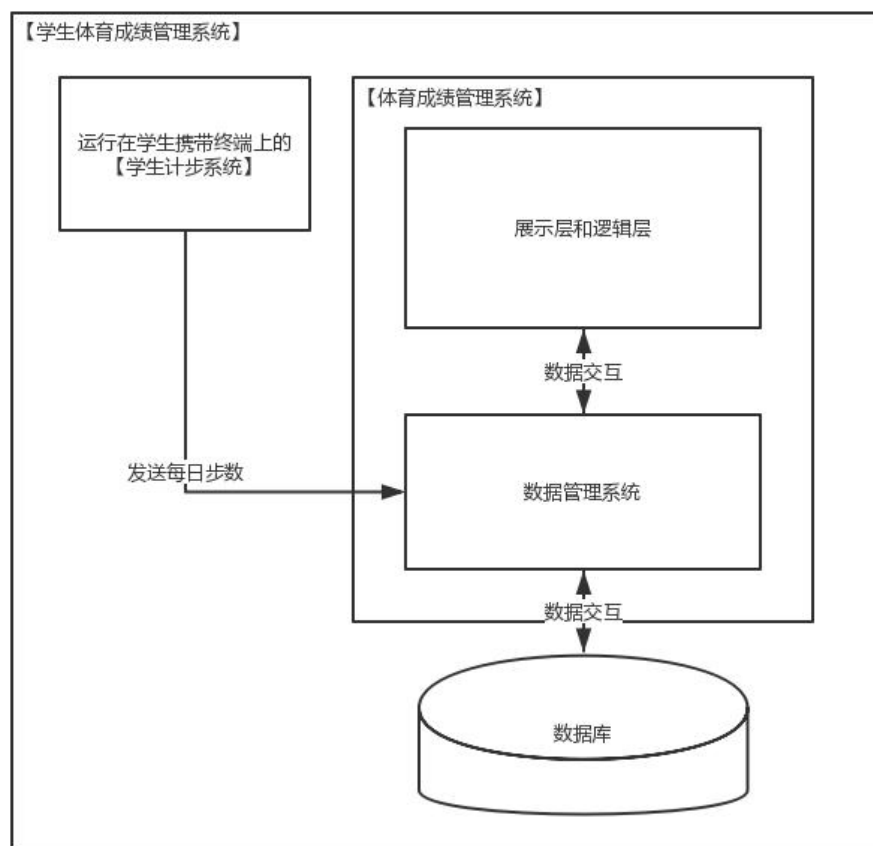 【学生体育成绩管理系统】
运行在学生携带终端上的
【学生计步系统】
【体育成绩管理系统】
展示层和逻辑层
数据交互
发送每日步数
数据管理系统
数据交互
数据库